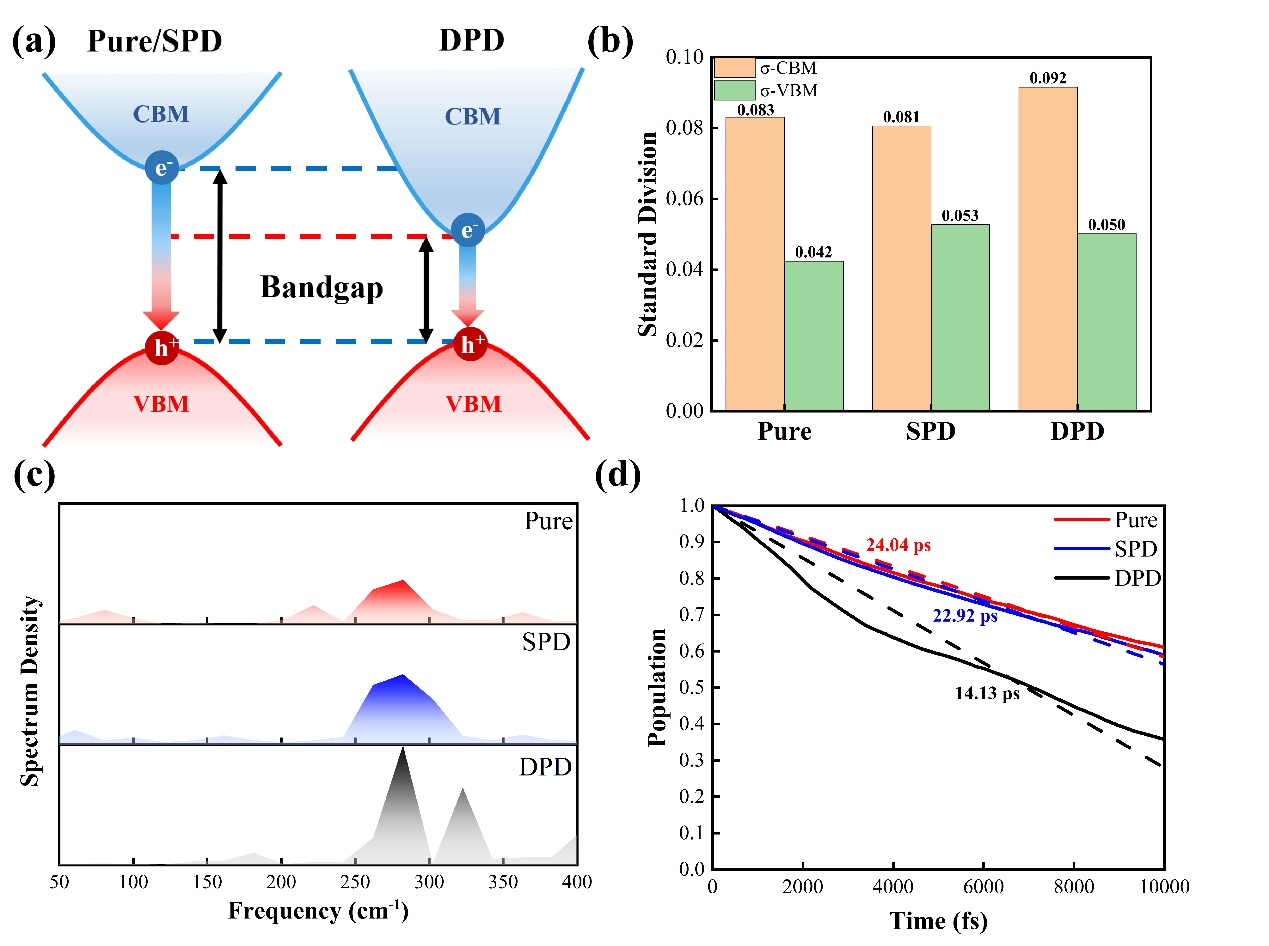 (a)
Pure/SPD
DPD
CBM
CBM
e-
e-
Bandgap
h+
h+
VBM
VBM
(b)
σ-CBM
σ-VBM
0.083
0.042
0.081
0.053
0.092
0.050
0.10
0.08
0.06
0.04
0.02
0.00
Standard Division
Pure
SPD
DPD
(c)
Pure
SPD
DPD
Spectrum Density
50
100
150
200
250
300
350
400
Frequency (cm-1)
(d)
Pure
SPD
DPD
24.04 ps
22.92 ps
14.13 ps
1.0
0.9
0.8
0.7
0.6
0.5
0.4
0.3
0.2
0.1
0.0
Population
0
2000
4000
6000
8000
10000
Time (fs)